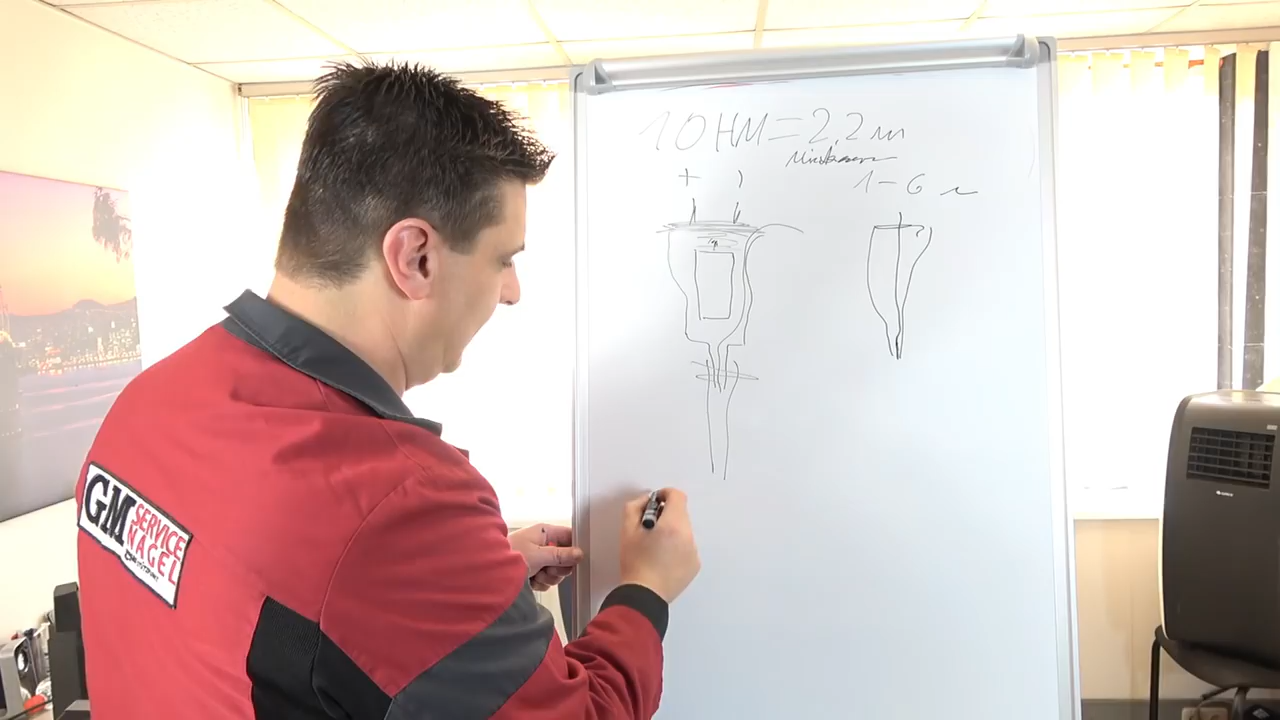 1 OHM = 2,2 m
+
1-6
GM
SERVICE
NAGEL